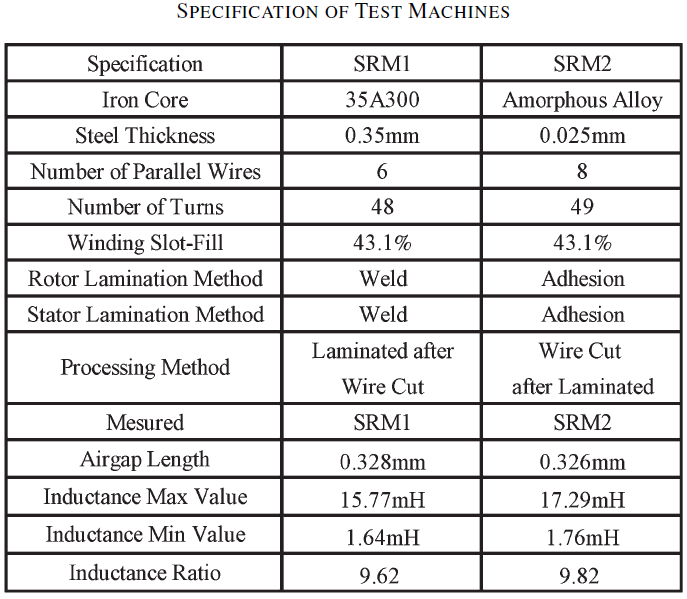 SPECIFICATION OF TEST MACHINES
Specification SRM1 SRM2
Iron Core 35A300 Amorphous Alloy
Steel Thickness 0.35mm 0.025mm
Number of Parallel Wires 6 8
Number of Turns 48 49
Winding Slot-Fill 43.1% 43.1%
Rotor Lamination Method Weld Adhesion
Stator Lamination Method Weld Adhesion
Processing Method Laminated after Wire Cut Wire Cut after Laminated
Mesured SRM1 SRM2
Airgap Length 0.328mm 0.326mm
Inductance Max Value 15.77mH 17.29mH
Inductance Min Value 1.64mH 1.76mH
Inductance Ratio 9.62 9.82